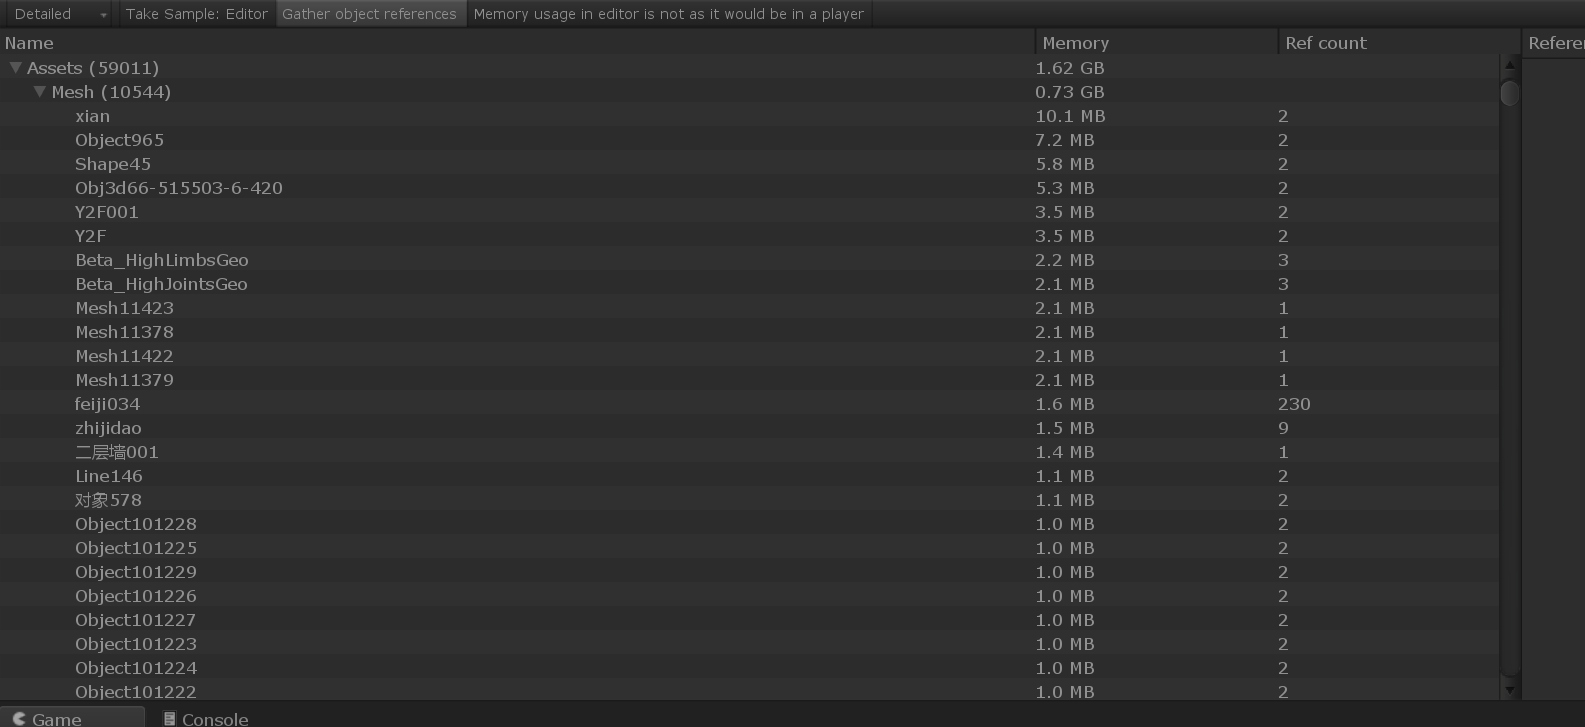 Detailed Take Sample: Editor Gather object references Memory usage in editor is not as it would be in a player
Name Memory Ref count Referen
Assets (59011) 1.62 GB
Mesh (10544) 0.73 GB
xian 10.1 MB 2
Object965 7.2 MB 2
Shape45 5.8 MB 2
Obj3d66-515503-6-420 5.3 MB 2
Y2F001 3.5 MB 2
Y2F 3.5 MB 2
Beta_HighLimbsGeo 2.2 MB 3
Beta_HighJointsGeo 2.1 MB 3
Mesh11423 2.1 MB 1
Mesh11378 2.1 MB 1
Mesh11422 2.1 MB 1
Mesh11379 2.1 MB 1
feiji034 1.6 MB 230
zhijidao 1.5 MB 9
二层墙001 1.4 MB 1
Line146 1.1 MB 2
对象578 1.1 MB 2
Object101228 1.0 MB 2
Object101225 1.0 MB 2
Object101229 1.0 MB 2
Object101226 1.0 MB 2
Object101227 1.0 MB 2
Object101223 1.0 MB 2
Object101224 1.0 MB 2
Object101222 1.0 MB 2
Game Console